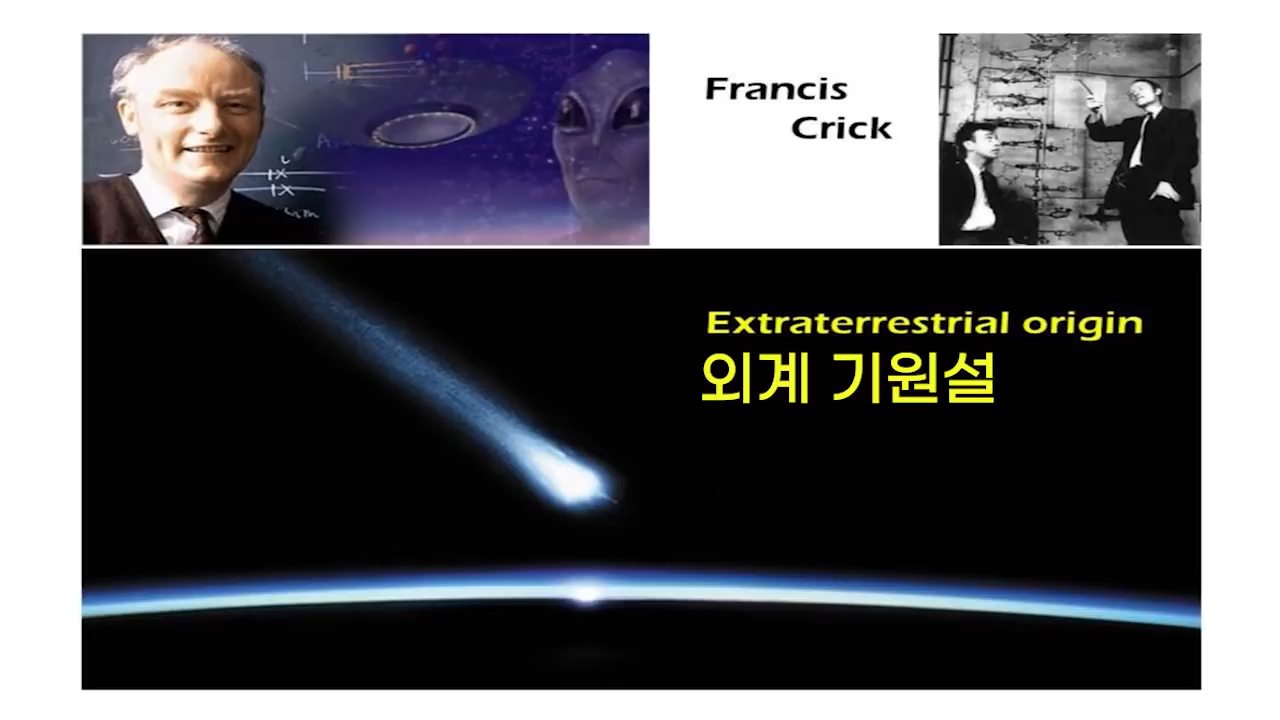 Francis
Crick
Extraterrestrial origin
외계 기원설